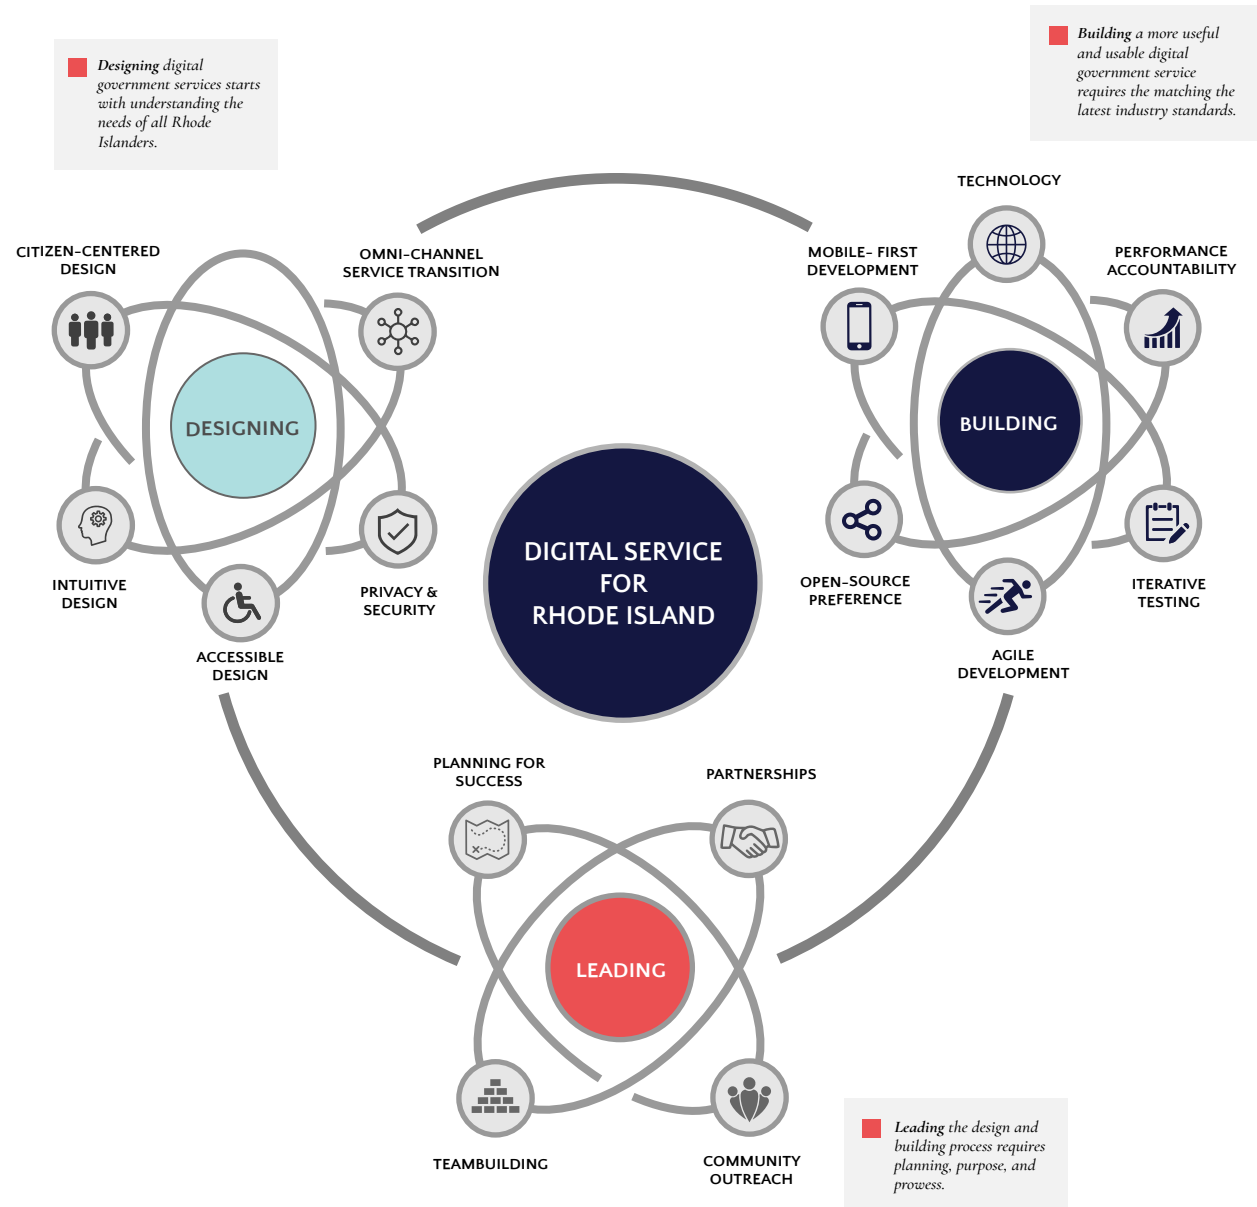 Designing digital
government services starts
with understanding the
needs of all Rhode
Islanders.
Building a more useful
and usable digital
government service
requires the matching the
latest industry standards.
CITIZEN-CENTERED
DESIGN
OMNI-CHANNEL
SERVICE TRANSITION
DESIGNING
INTUITIVE
DESIGN
PRIVACY &
SECURITY
ACCESSIBLE
DESIGN
TECHNOLOGY
MOBILE- FIRST
DEVELOPMENT
PERFORMANCE
ACCOUNTABILITY
BUILDING
OPEN-SOURCE
PREFERENCE
ITERATIVE
TESTING
AGILE
DEVELOPMENT
DIGITAL SERVICE
FOR
RHODE ISLAND
PLANNING FOR
SUCCESS
PARTNERSHIPS
LEADING
TEAMBUILDING
COMMUNITY
OUTREACH
Leading the design and
building process requires
planning, purpose, and
prowess.